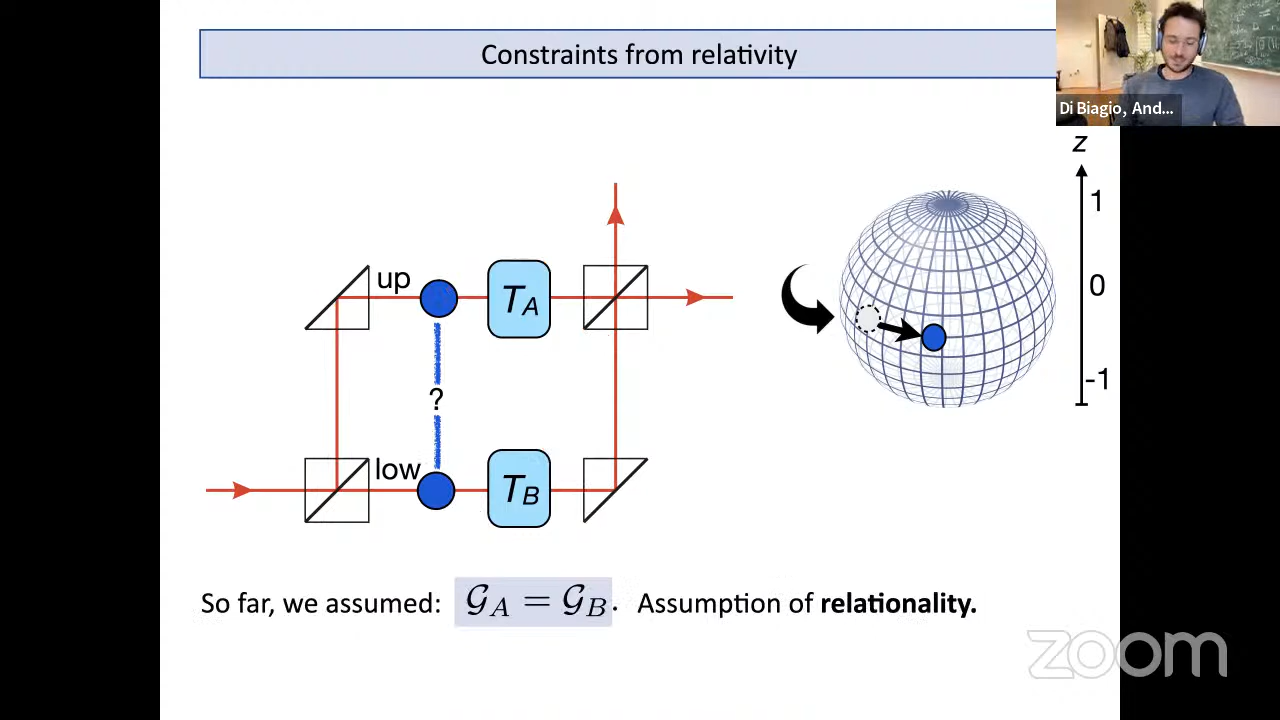 Constraints from relativity
Di Biagio, And...
z
1
0
-1
up
T_A
?
low
T_B
So far, we assumed: 𝒢_A = 𝒢_B. Assumption of relationality.
zoom